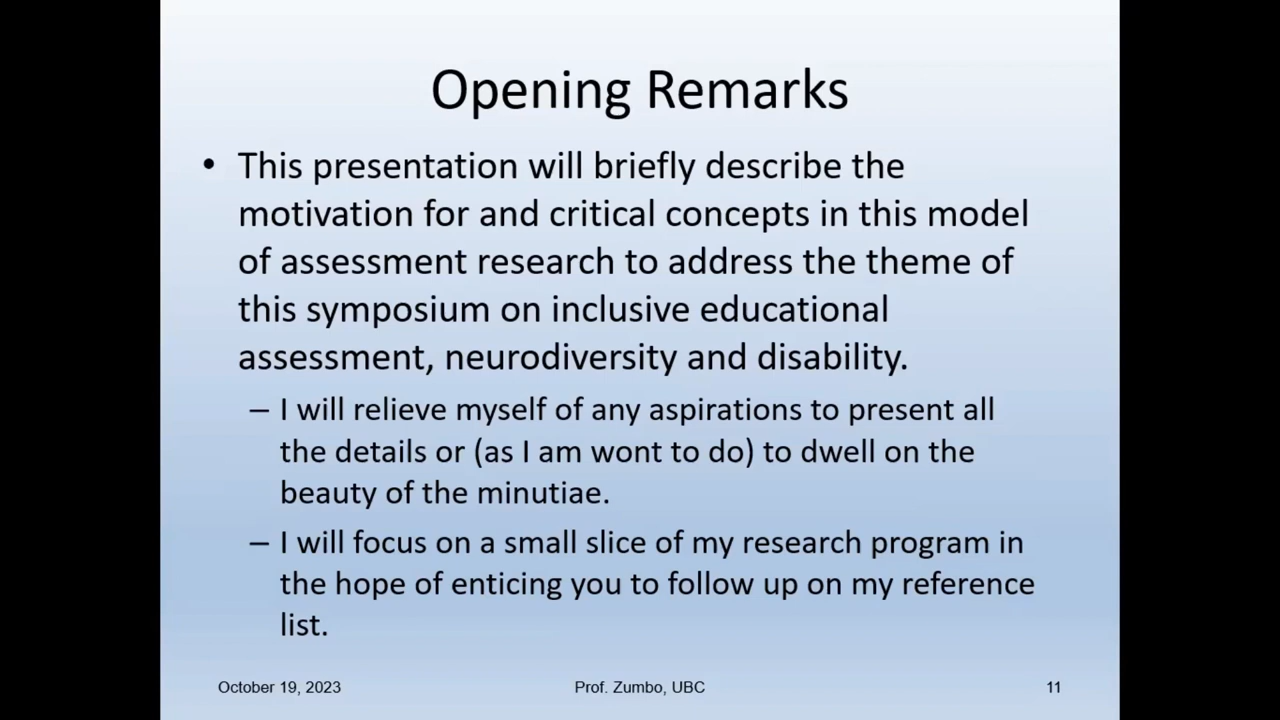 Opening Remarks
• This presentation will briefly describe the
motivation for and critical concepts in this model
of assessment research to address the theme of
this symposium on inclusive educational
assessment, neurodiversity and disability.
– I will relieve myself of any aspirations to present all
the details or (as I am wont to do) to dwell on the
beauty of the minutiae.
– I will focus on a small slice of my research program in
the hope of enticing you to follow up on my reference
list.
October 19, 2023
Prof. Zumbo, UBC
11